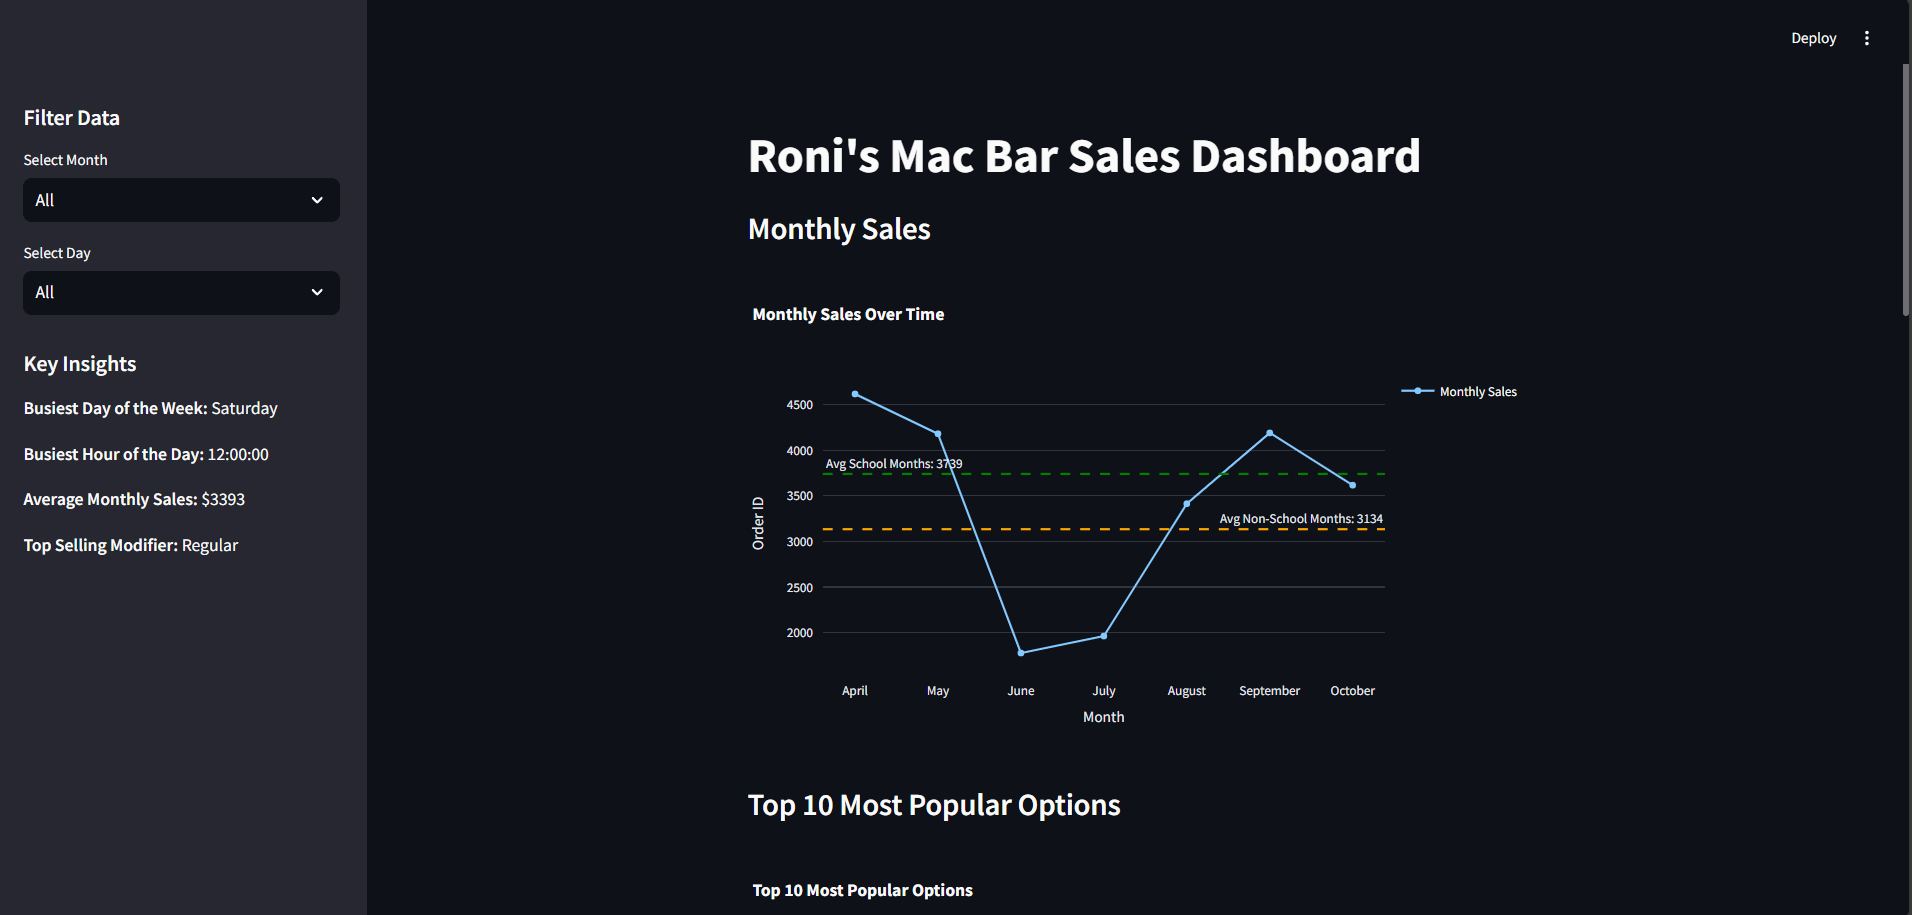 Deploy
Filter Data
Select Month
All
Select Day
All
Key Insights
Busiest Day of the Week: Saturday
Busiest Hour of the Day: 12:00:00
Average Monthly Sales: $3393
Top Selling Modifier: Regular
Roni's Mac Bar Sales Dashboard
Monthly Sales
Monthly Sales Over Time
Monthly Sales
4500
4000
3500
3000
2500
2000
Order ID
Avg School Months: 3739
Avg Non-School Months: 3134
April
May
June
July
August
September
October
Month
Top 10 Most Popular Options
Top 10 Most Popular Options